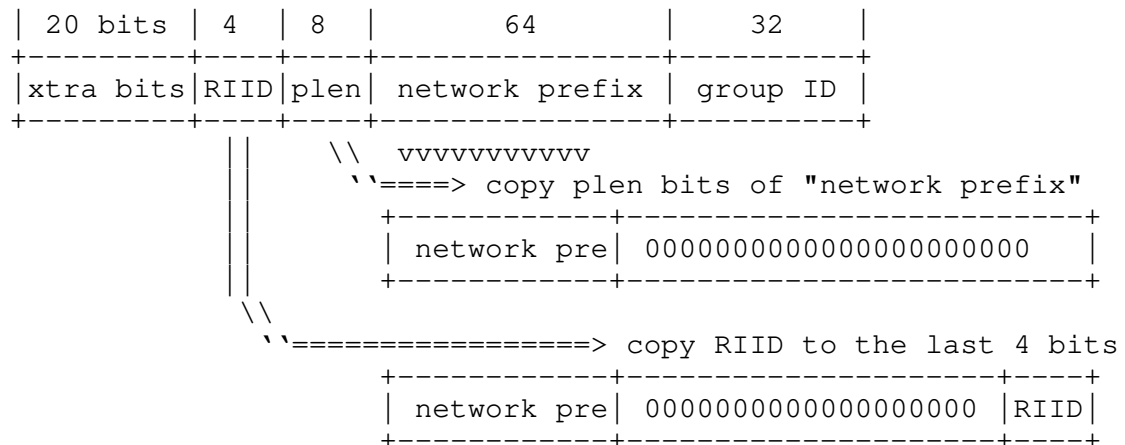 | 20 bits | 4 | 8 | 64 | 32 |
+---------+----+----+----------------+----------+
|xtra bits|RIID|plen| network prefix | group ID |
+---------+----+----+----------------+----------+
|| \\ vvvvvvvvvvv
|| ``====> copy plen bits of "network prefix"
|| +------------+--------------------------+
|| | network pre| 0000000000000000000000 |
|| +------------+--------------------------+
\\
``=================> copy RIID to the last 4 bits
+------------+---------------------+----+
| network pre| 0000000000000000000 |RIID|
+------------+---------------------+----+